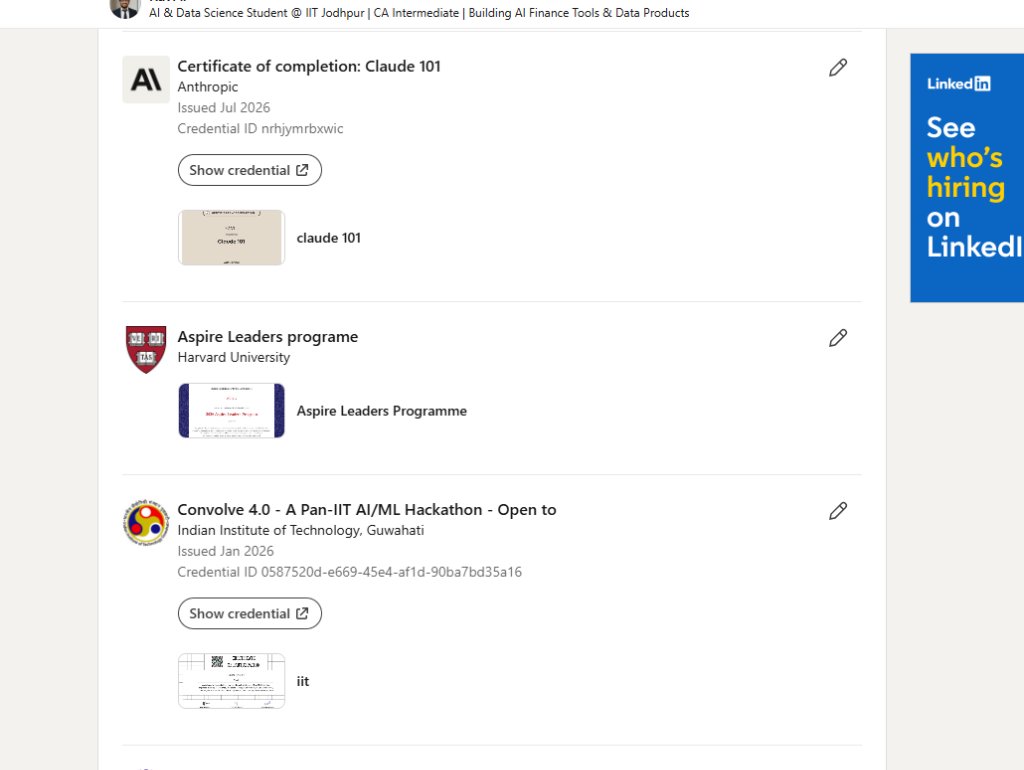 AI & Data Science Student @ IIT Jodhpur | CA Intermediate | Building AI Finance Tools & Data Products
Certificate of completion: Claude 101
Anthropic
Issued Jul 2026
Credential ID nrhjymrbxwic
Show credential
Claude 101
claude 101
Aspire Leaders programe
Harvard University
Aspire Leaders Programme
Convolve 4.0 - A Pan-IIT AI/ML Hackathon - Open to
Indian Institute of Technology, Guwahati
Issued Jan 2026
Credential ID 0587520d-e669-45e4-af1d-90ba7bd35a16
Show credential
iit
LinkedIn
See
who's
hiring
on
LinkedI